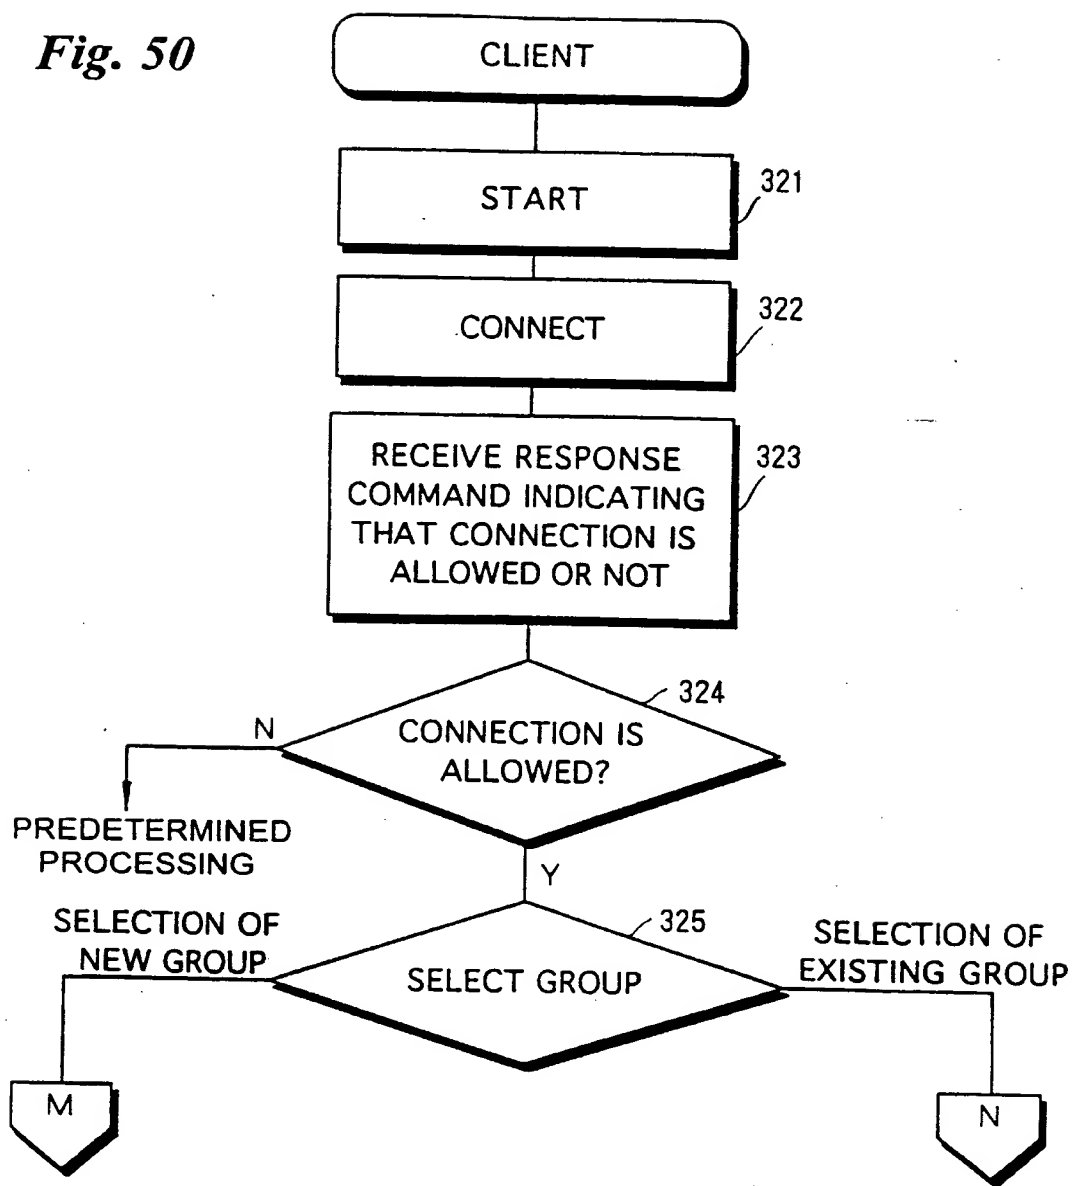 Fig. 50
CLIENT
START
321
CONNECT
322
RECEIVE RESPONSE
COMMAND INDICATING
THAT CONNECTION IS
ALLOWED OR NOT
323
324
N
CONNECTION IS
ALLOWED?
PREDETERMINED
PROCESSING
Y
325
SELECTION OF
NEW GROUP
SELECT GROUP
SELECTION OF
EXISTING GROUP
M
N